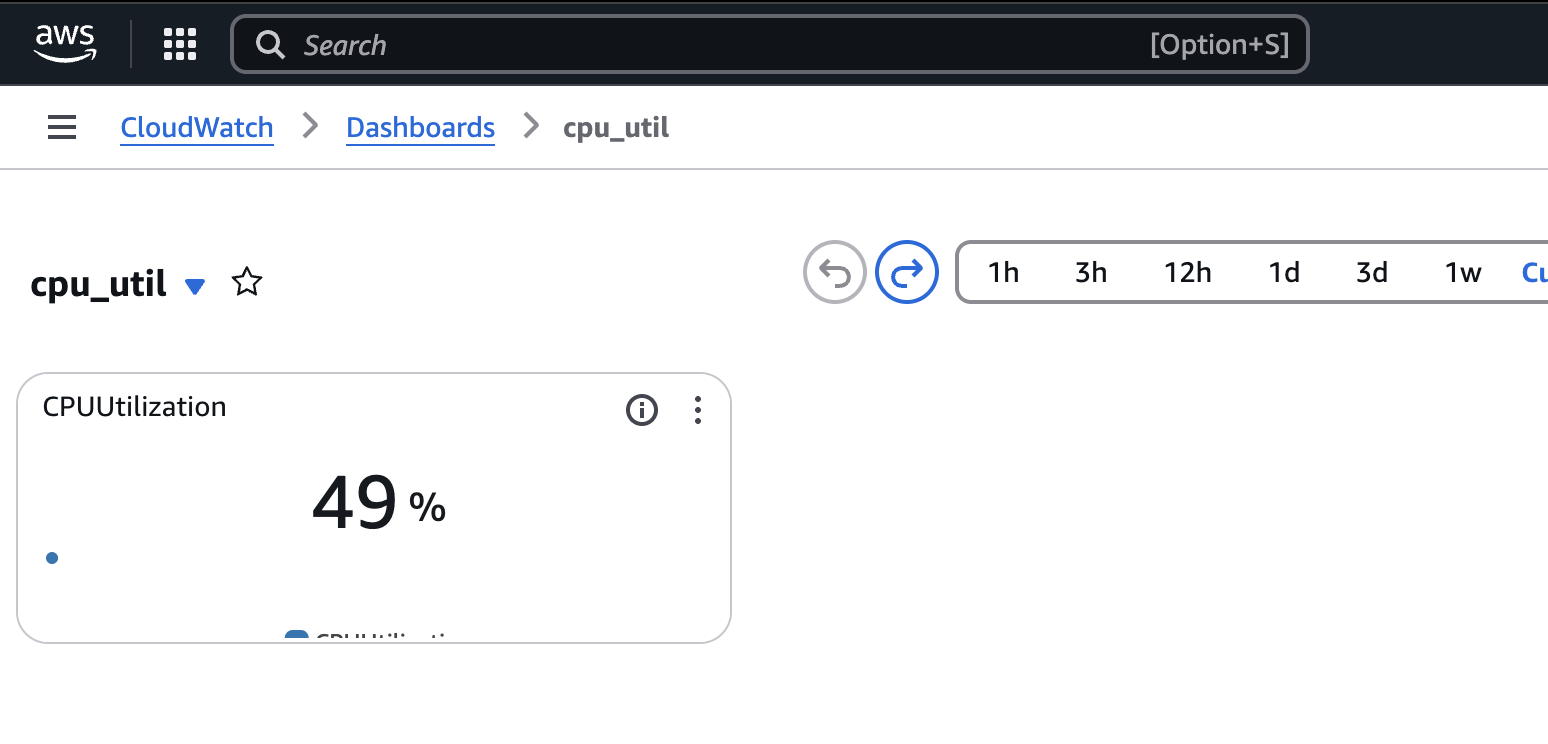 aws Search [Option+S]
CloudWatch Dashboards cpu_util
cpu_util 1h 3h 12h 1d 3d 1w
CPUUtilization
49 %